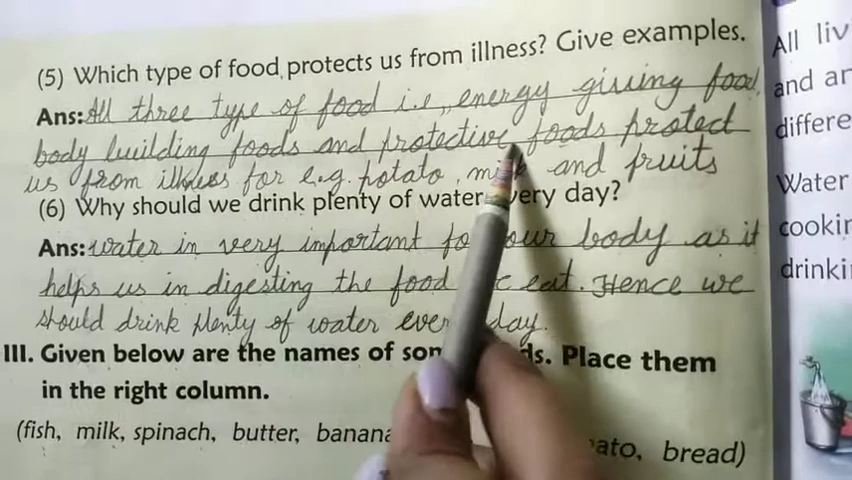 (5) Which type of food protects us from illness? Give examples.
Ans: All three type of food i.e, energy giving food,
body building foods and protective foods protect
us from illness for e.g. potato, and fruits
(6) Why should we drink plenty of water every day?
Ans: water in very important for our body as it
helps us in digesting the food eat. Hence we
should drink plenty of water every day.
III. Given below are the names of Place them
in the right column.
(fish, milk, spinach, butter, banana bread)
All liv
and an
differe
Water
cookin
drinki